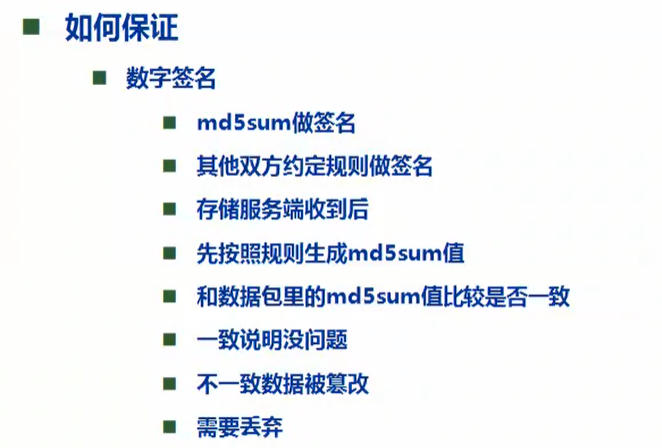 如何保证
数字签名
md5sum做签名
其他双方约定规则做签名
存储服务端收到后
先按照规则生成md5sum值
和数据包里的md5sum值比较是否一致
一致说明没问题
不一致数据被篡改
需要丢弃